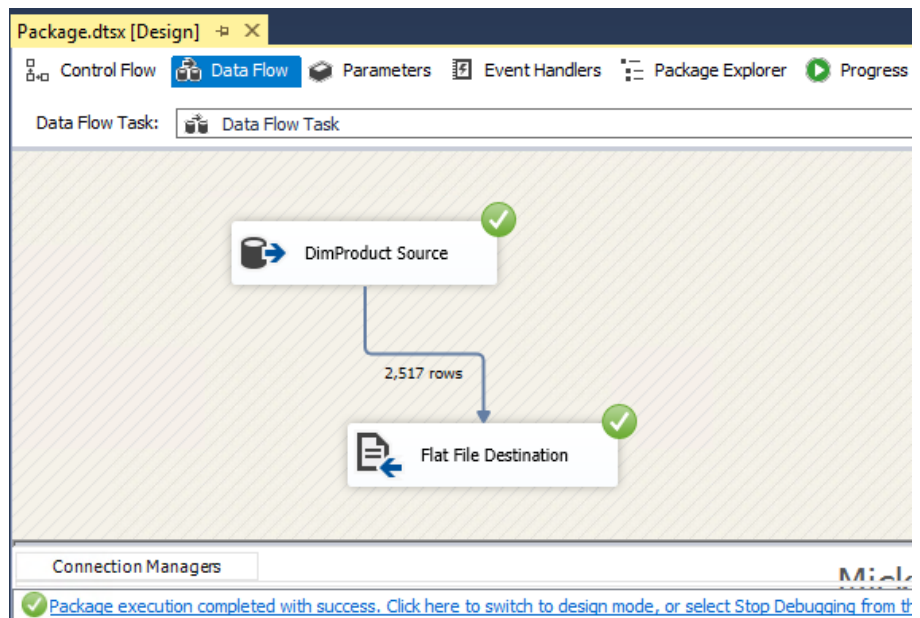 Package.dtsx [Design]
Control Flow Data Flow Parameters Event Handlers Package Explorer Progress
Data Flow Task: Data Flow Task
DimProduct Source
2,517 rows
Flat File Destination
Connection Managers
Package execution completed with success. Click here to switch to design mode, or select Stop Debugging from